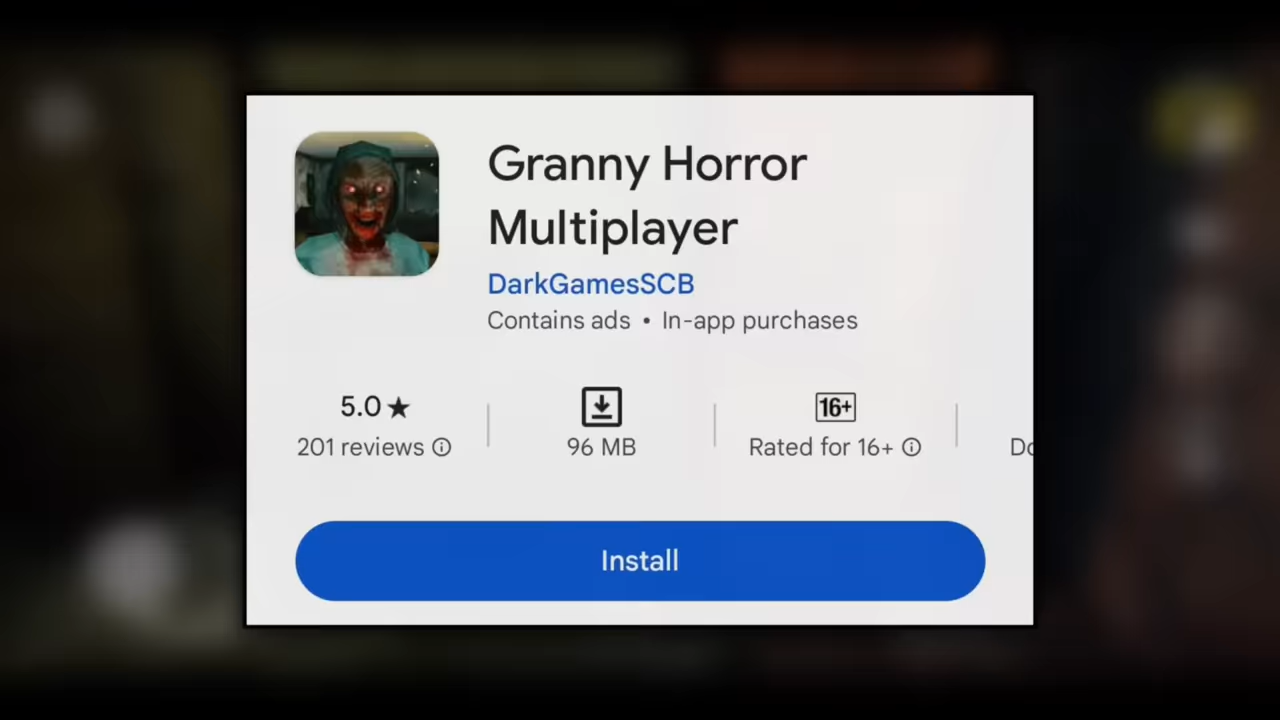 Granny Horror
Multiplayer
DarkGamesSCB
Contains ads • In-app purchases
5.0★
201 reviews
96 MB
16+
Rated for 16+
Do
Install